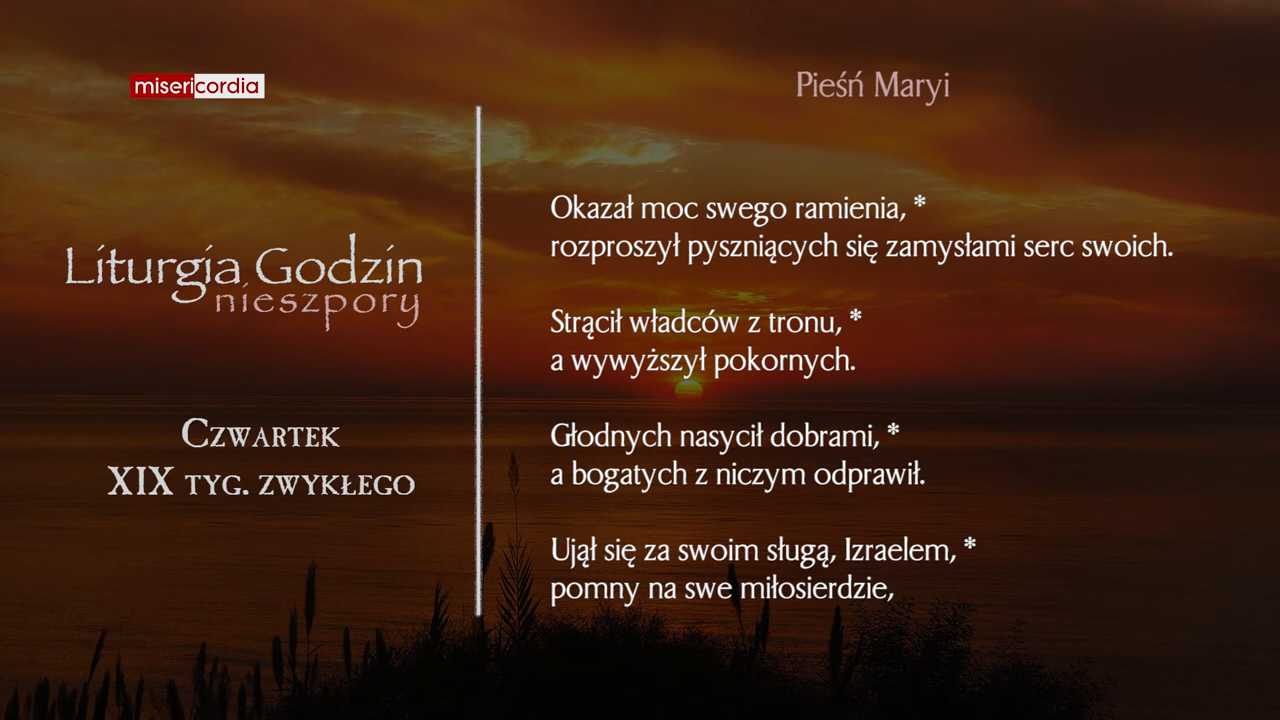 misericordia
Liturgia Godzin
nieszpory
Czwartek
XIX tyg. zwykłego
Pieśń Maryi
Okazał moc swego ramienia, *
rozproszył pyszniących się zamysłami serc swoich.
Strącił władców z tronu, *
a wywyższył pokornych.
Głodnych nasycił dobrami, *
a bogatych z niczym odprawił.
Ujął się za swoim sługą, Izraelem, *
pomny na swe miłosierdzie,